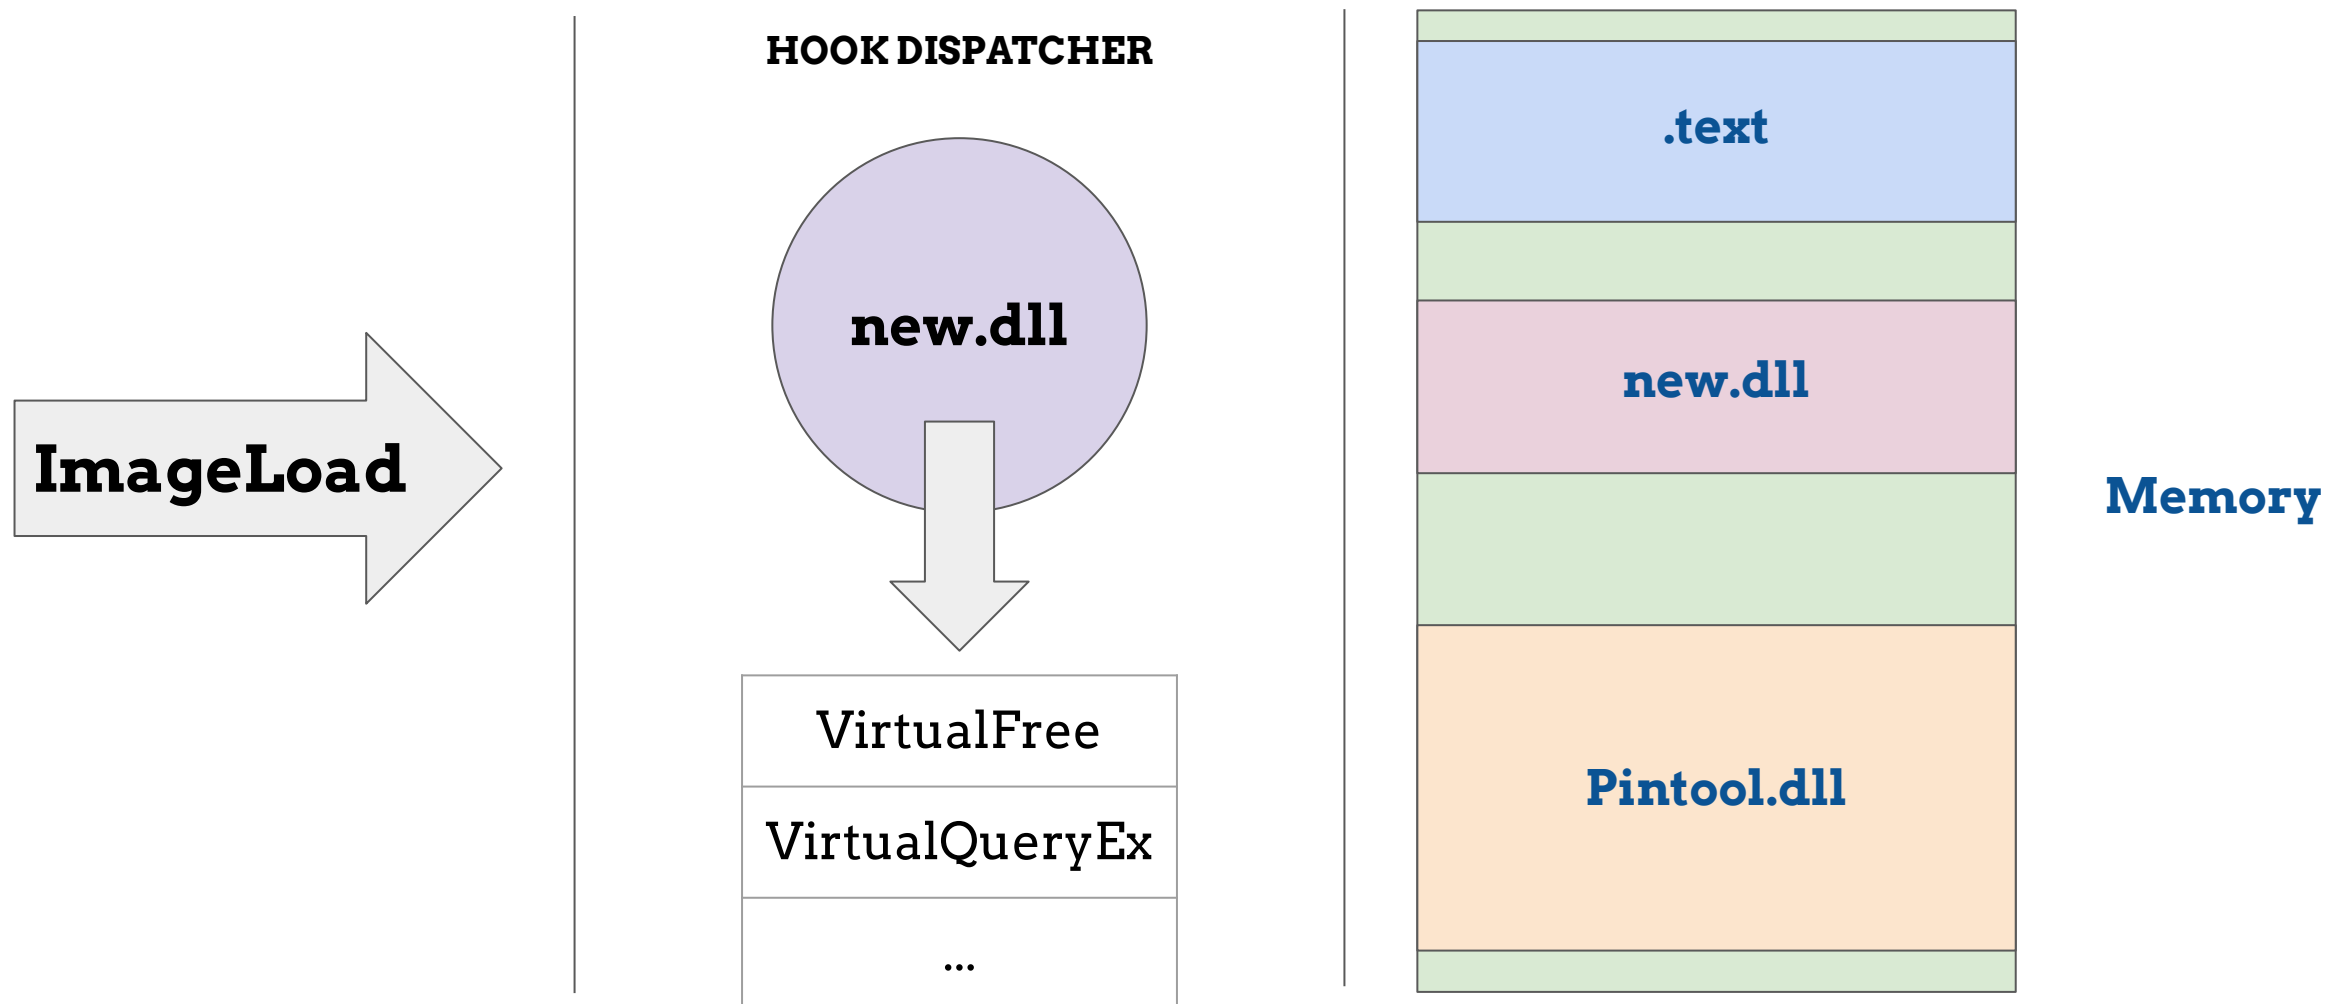 ImageLoad
HOOK DISPATCHER
new.dll
VirtualFree
VirtualQueryEx
...
.text
new.dll
Pintool.dll
Memory